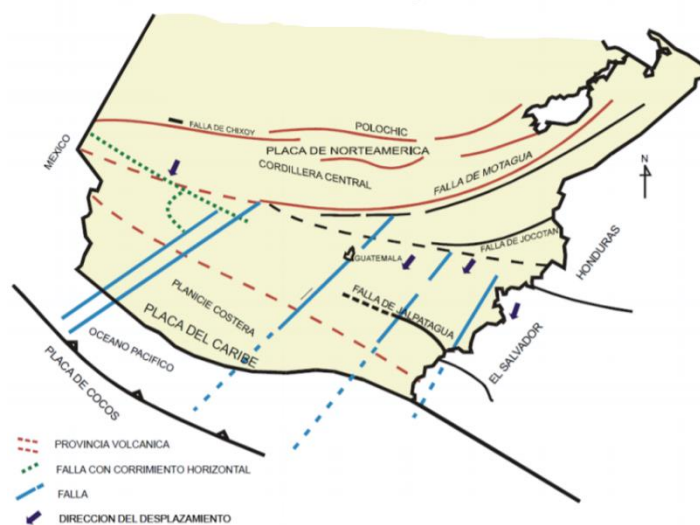 FALLA DE CHIXOY
POLOCHIC
PLACA DE NORTEAMERICA
CORDILLERA CENTRAL
FALLA DE MOTAGUA
MEXICO
N
FALLA DE JOCOTAN
HONDURAS
GUATEMALA
PLANICIE COSTERA
FALLA DE JALPATAGUA
PLACA DEL CARIBE
OCEANO PACIFICO
EL SALVADOR
PLACA DE COCOS
PROVINCIA VOLCANICA
FALLA CON CORRIMIENTO HORIZONTAL
FALLA
DIRECCION DEL DESPLAZAMIENTO